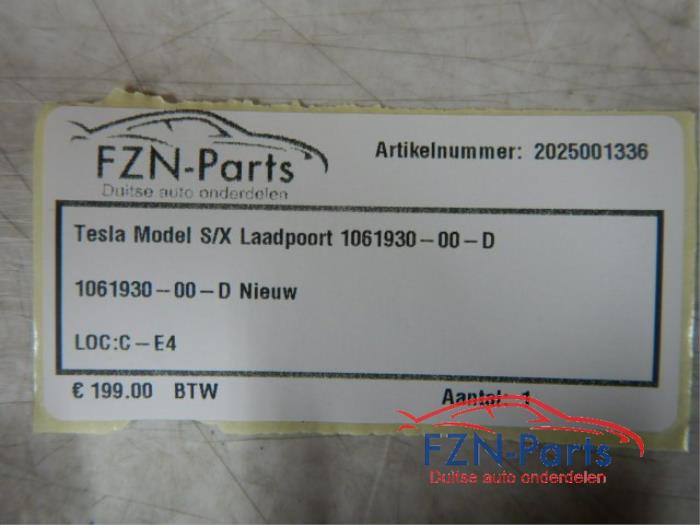 FZN-Parts
Duitse auto onderdelen
Artikelnummer: 2025001336
Tesla Model S/X Laadpoort 1061930-00-D
1061930-00-D Nieuw
LOC:C-E4
€ 199.00 BTW
Aantal: 1
FZN-Parts
Duitse auto onderdelen